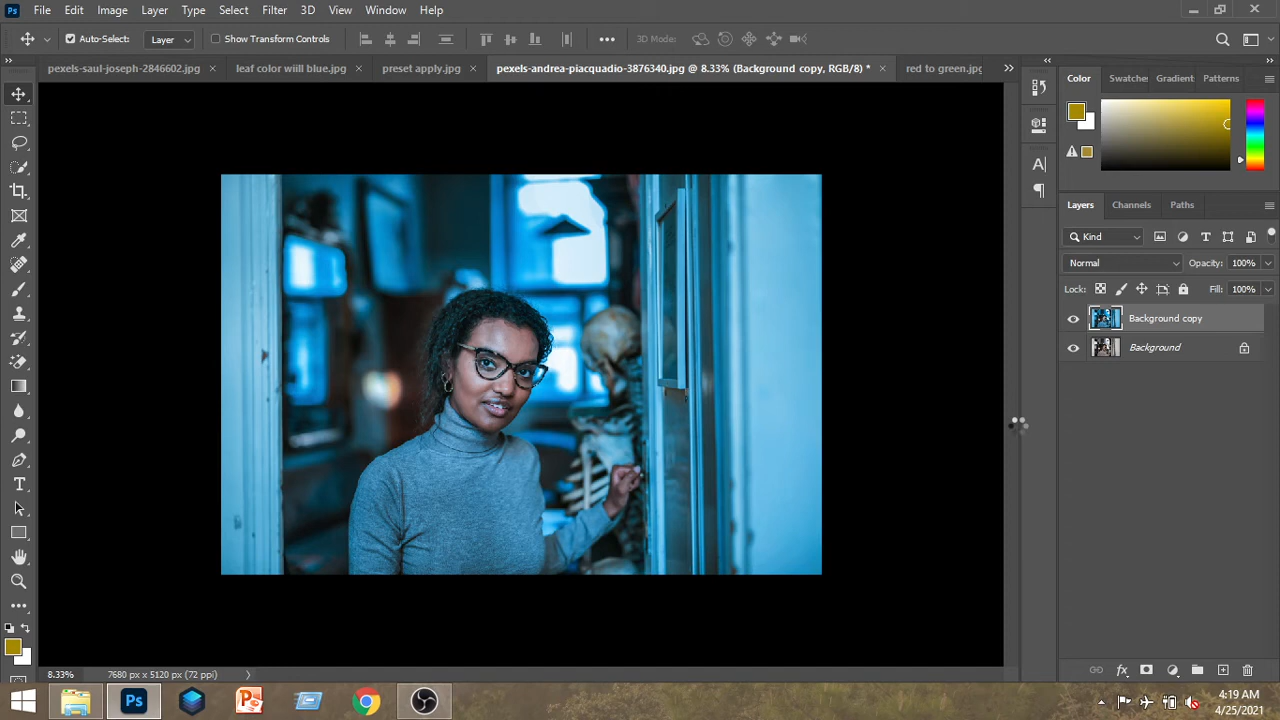 Ps File Edit Image Layer Type Select Filter 3D View Window Help
Auto-Select: Layer Show Transform Controls 3D Mode:
pexels-saul-joseph-2846602.jpg leaf color wiill blue.jpg preset apply.jpg pexels-andrea-piacquadio-3876340.jpg @ 8.33% (Background copy, RGB/8) * red to green.jpg
Color Swatches Gradient Patterns
Layers Channels Paths
Kind
Normal Opacity: 100%
Lock: Fill: 100%
Background copy
Background
8.33% 7680 px x 5120 px (72 ppi)
Ps
4:19 AM
4/25/2021